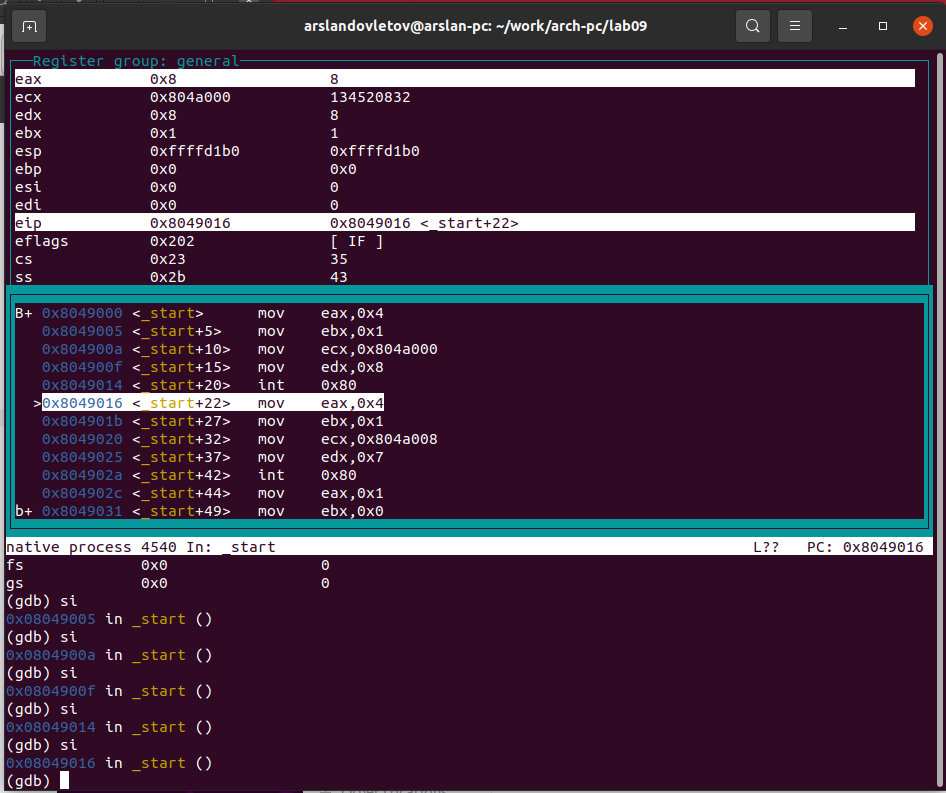 arslandovletov@arslan-pc: ~/work/arch-pc/lab09
Register group: general
eax 0x8 8
ecx 0x804a000 134520832
edx 0x8 8
ebx 0x1 1
esp 0xffffd1b0 0xffffd1b0
ebp 0x0 0x0
esi 0x0 0
edi 0x0 0
eip 0x8049016 0x8049016 <_start+22>
eflags 0x202 [ IF ]
cs 0x23 35
ss 0x2b 43
B+ 0x8049000 <_start> mov eax,0x4
0x8049005 <_start+5> mov ebx,0x1
0x804900a <_start+10> mov ecx,0x804a000
0x804900f <_start+15> mov edx,0x8
0x8049014 <_start+20> int 0x80
>0x8049016 <_start+22> mov eax,0x4
0x804901b <_start+27> mov ebx,0x1
0x8049020 <_start+32> mov ecx,0x804a008
0x8049025 <_start+37> mov edx,0x7
0x804902a <_start+42> int 0x80
0x804902c <_start+44> mov eax,0x1
b+ 0x8049031 <_start+49> mov ebx,0x0
native process 4540 In: _start L?? PC: 0x8049016
fs 0x0 0
gs 0x0 0
(gdb) si
0x08049005 in _start ()
(gdb) si
0x0804900a in _start ()
(gdb) si
0x0804900f in _start ()
(gdb) si
0x08049014 in _start ()
(gdb) si
0x08049016 in _start ()
(gdb)